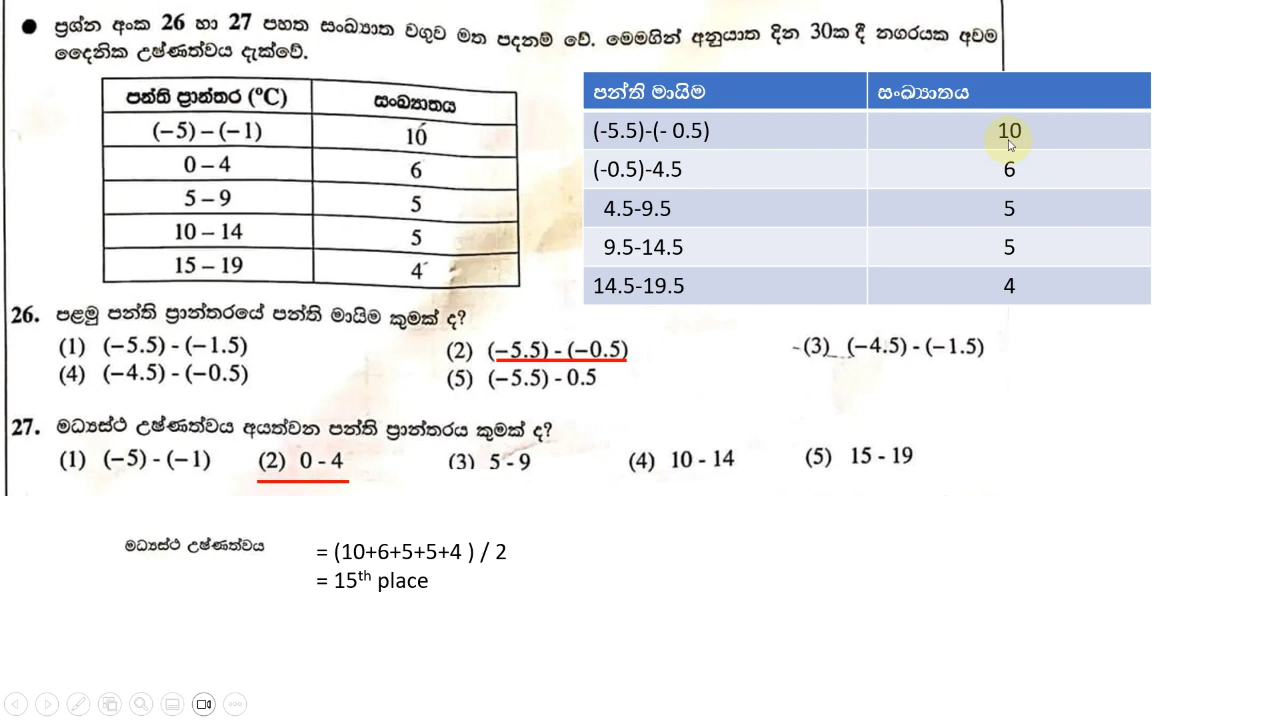 ● ප්‍රශ්න අංක 26 හා 27 පහත සංඛ්‍යාත වගුව මත පදනම් වේ. මෙමගින් අනුයාත දින 30ක දී නගරයක අවම
දෛනික උෂ්ණත්වය දැක්වේ.
පන්ති ප්‍රාන්තර (⁰C) සංඛ්‍යාතය
(−5) – (−1) 10
0 – 4 6
5 – 9 5
10 – 14 5
15 – 19 4
පන්ති මායිම සංඛ්‍යාතය
(-5.5)-(- 0.5) 10
(-0.5)-4.5 6
4.5-9.5 5
9.5-14.5 5
14.5-19.5 4
26. පළමු පන්ති ප්‍රාන්තරයේ පන්ති මායිම කුමක් ද?
(1) (−5.5) - (−1.5) (2) (−5.5) - (−0.5) (3) (−4.5) - (−1.5)
(4) (−4.5) - (−0.5) (5) (−5.5) - 0.5
27. මධ්‍යස්ථ උෂ්ණත්වය අයත්වන පන්ති ප්‍රාන්තරය කුමක් ද?
(1) (−5) - (−1) (2) 0 - 4 (3) 5 - 9 (4) 10 - 14 (5) 15 - 19
මධ්‍යස්ථ උෂ්ණත්වය = (10+6+5+5+4 ) / 2
= 15th place